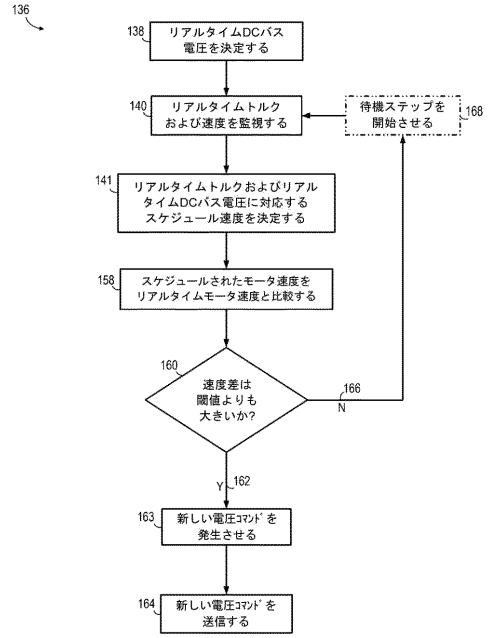 136
138
リアルタイムDCバス
電圧を決定する
140
リアルタイムトルク
および速度を監視する
待機ステップを
開始させる
168
141
リアルタイムトルクおよびリアル
タイムDCバス電圧に対応する
スケジュール速度を決定する
158
スケジュールされたモータ速度を
リアルタイムモータ速度と比較する
160
速度差は
閾値よりも
大きいか?
166
N
Y
162
163
新しい電圧ｺﾏﾝﾄﾞを
発生させる
164
新しい電圧ｺﾏﾝﾄﾞを
送信する